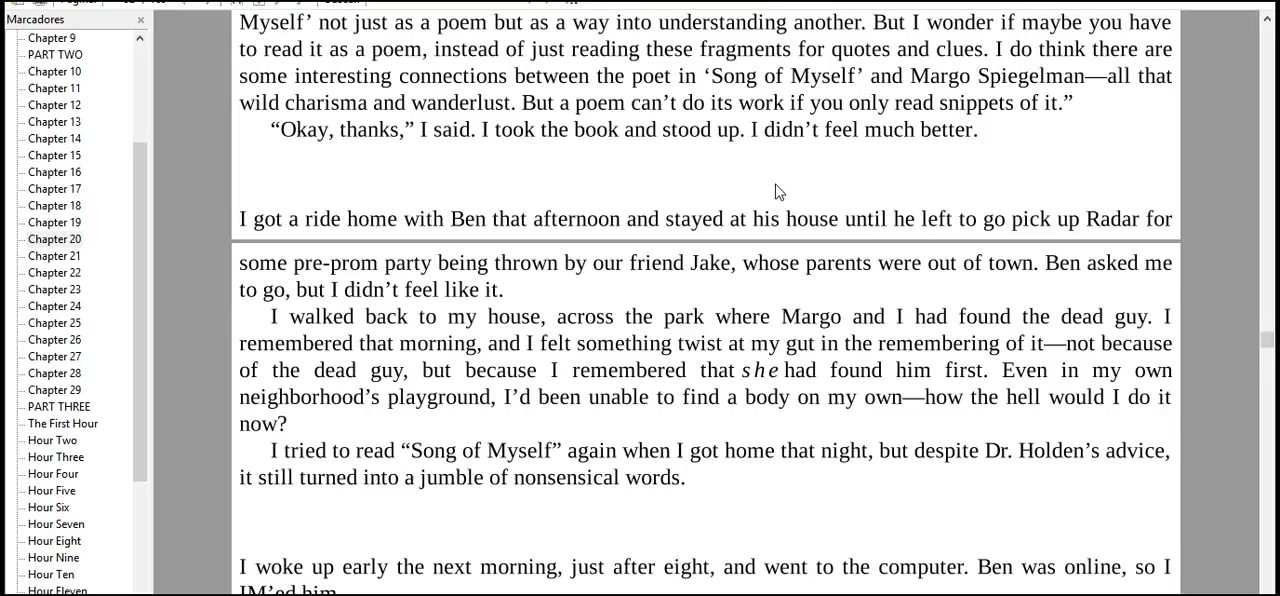 Marcadores
Chapter 9
PART TWO
Chapter 10
Chapter 11
Chapter 12
Chapter 13
Chapter 14
Chapter 15
Chapter 16
Chapter 17
Chapter 18
Chapter 19
Chapter 20
Chapter 21
Chapter 22
Chapter 23
Chapter 24
Chapter 25
Chapter 26
Chapter 27
Chapter 28
Chapter 29
PART THREE
The First Hour
Hour Two
Hour Three
Hour Four
Hour Five
Hour Six
Hour Seven
Hour Eight
Hour Nine
Hour Ten
Hour Eleven
Myself’ not just as a poem but as a way into understanding another. But I wonder if maybe you have
to read it as a poem, instead of just reading these fragments for quotes and clues. I do think there are
some interesting connections between the poet in ‘Song of Myself’ and Margo Spiegelman—all that
wild charisma and wanderlust. But a poem can’t do its work if you only read snippets of it.”
“Okay, thanks,” I said. I took the book and stood up. I didn’t feel much better.
I got a ride home with Ben that afternoon and stayed at his house until he left to go pick up Radar for
some pre-prom party being thrown by our friend Jake, whose parents were out of town. Ben asked me
to go, but I didn’t feel like it.
I walked back to my house, across the park where Margo and I had found the dead guy. I
remembered that morning, and I felt something twist at my gut in the remembering of it—not because
of the dead guy, but because I remembered that she had found him first. Even in my own
neighborhood’s playground, I’d been unable to find a body on my own—how the hell would I do it
now?
I tried to read “Song of Myself” again when I got home that night, but despite Dr. Holden’s advice,
it still turned into a jumble of nonsensical words.
I woke up early the next morning, just after eight, and went to the computer. Ben was online, so I
IM’ed him.